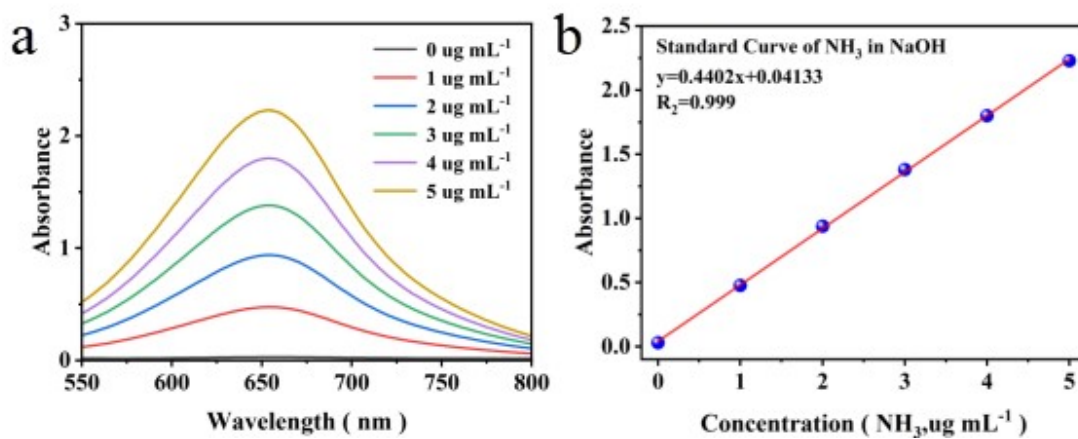 a
3
2
1
0
Absorbance
550
600
650
700
750
800
Wavelength ( nm )
0 ug mL⁻¹
1 ug mL⁻¹
2 ug mL⁻¹
3 ug mL⁻¹
4 ug mL⁻¹
5 ug mL⁻¹
b
2.5
2.0
1.5
1.0
0.5
0.0
Absorbance
Standard Curve of NH₃ in NaOH
y=0.4402x+0.04133
R₂=0.999
0
1
2
3
4
5
Concentration ( NH₃,ug mL⁻¹ )